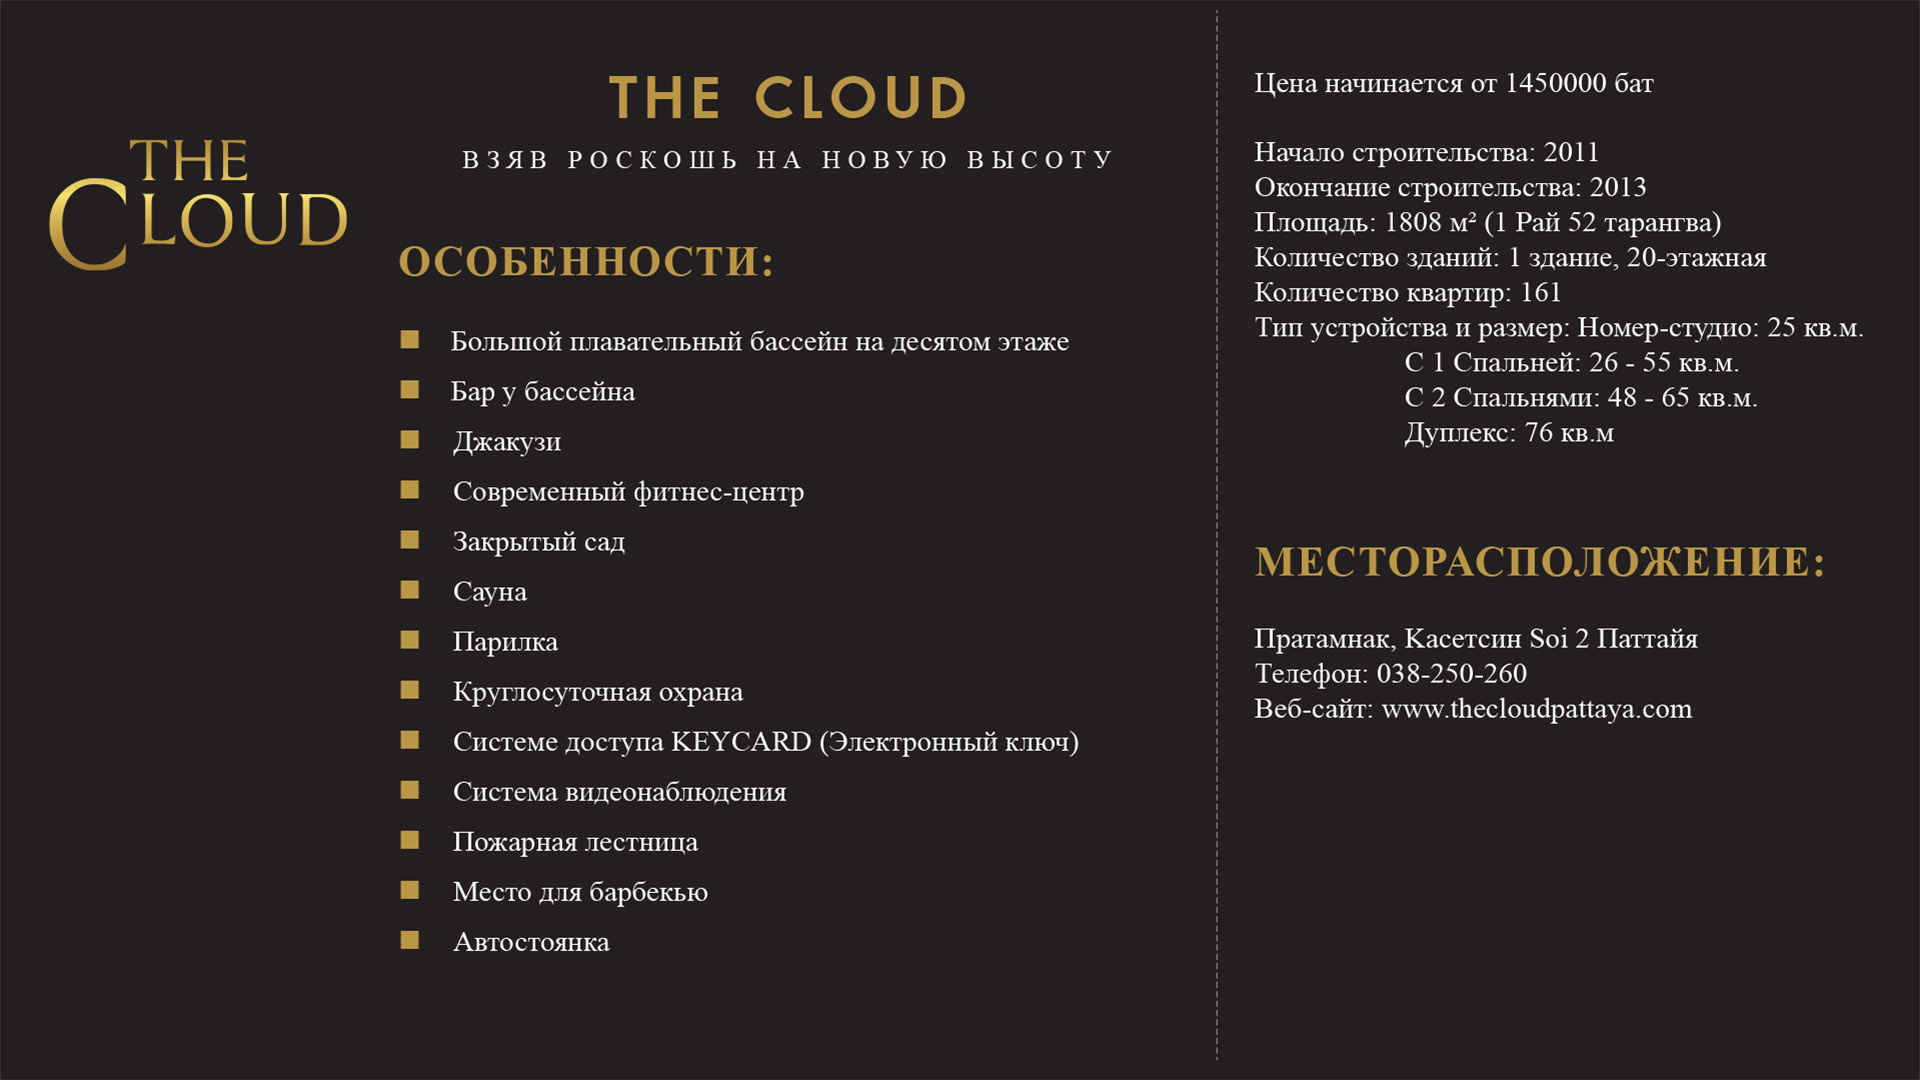 THE
CLOUD
THE CLOUD
ВЗЯВ РОСКОШЬ НА НОВУЮ ВЫСОТУ
ОСОБЕННОСТИ:
Большой плавательный бассейн на десятом этаже
Бар у бассейна
Джакузи
Современный фитнес-центр
Закрытый сад
Сауна
Парилка
Круглосуточная охрана
Системе доступа KEYCARD (Электронный ключ)
Система видеонаблюдения
Пожарная лестница
Место для барбекью
Автостоянка
Цена начинается от 1450000 бат
Начало строительства: 2011
Окончание строительства: 2013
Площадь: 1808 м² (1 Рай 52 тарангва)
Количество зданий: 1 здание, 20-этажная
Количество квартир: 161
Тип устройства и размер: Номер-студио: 25 кв.м.
С 1 Спальней: 26 - 55 кв.м.
С 2 Спальнями: 48 - 65 кв.м.
Дуплекс: 76 кв.м
МЕСТОРАСПОЛОЖЕНИЕ:
Пратамнак, Касетсин Soi 2 Паттайя
Телефон: 038-250-260
Веб-сайт: www.thecloudpattaya.com